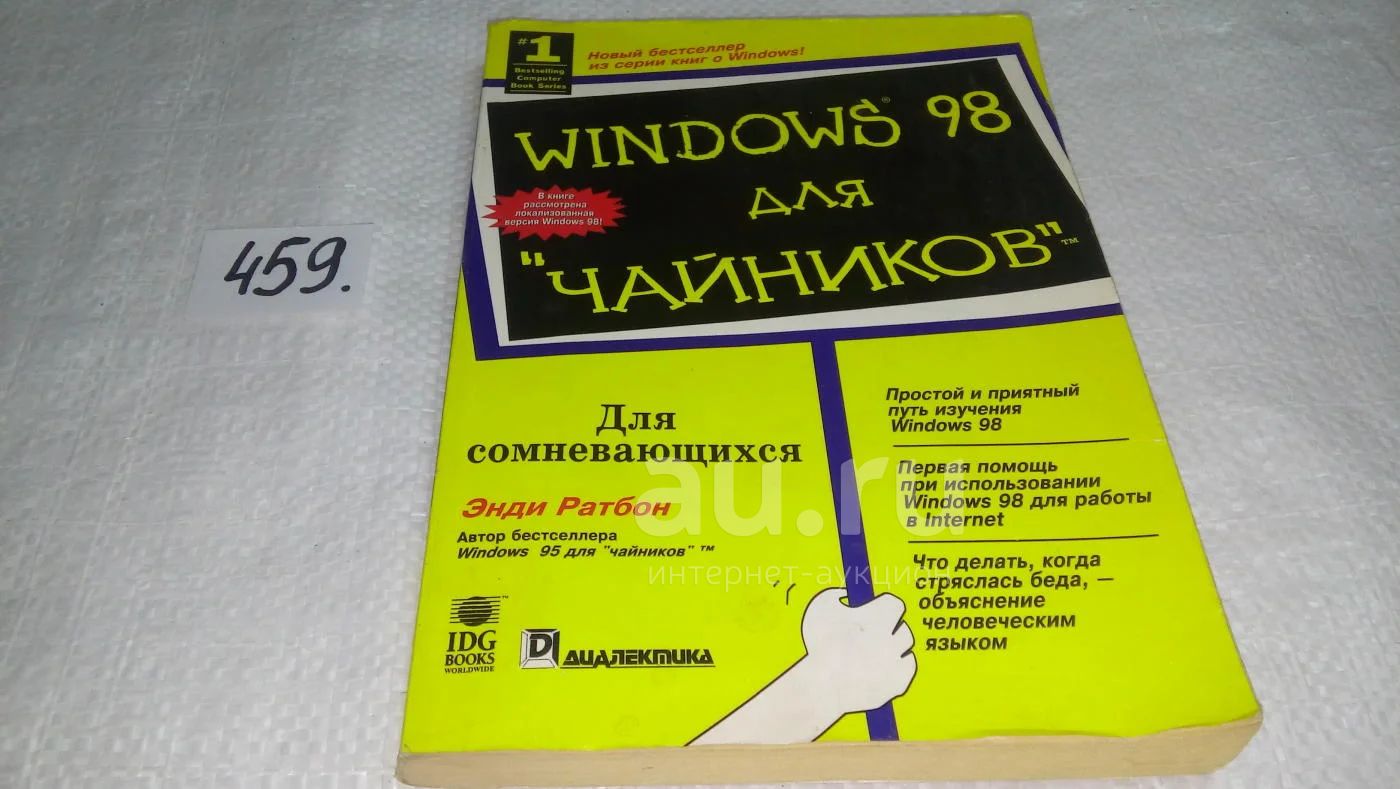 #1
Bestselling
Computer
Book Series
Новый бестселлер
из серии книг о Windows!
WINDOWS® 98
ДЛЯ
"ЧАЙНИКОВ"™
В книге
рассмотрена
локализованная
версия Windows 98!
459.
Для
сомневающихся
Энди Ратбон
Автор бестселлера
Windows 95 для "чайников" ™
IDG
BOOKS
WORLDWIDE
™
D
ДИАЛЕКТИКА
Простой и приятный
путь изучения
Windows 98
Первая помощь
при использовании
Windows 98 для работы
в Internet
Что делать, когда
стряслась беда, —
объяснение
человеческим
языком
au.ru
интернет-аукцион